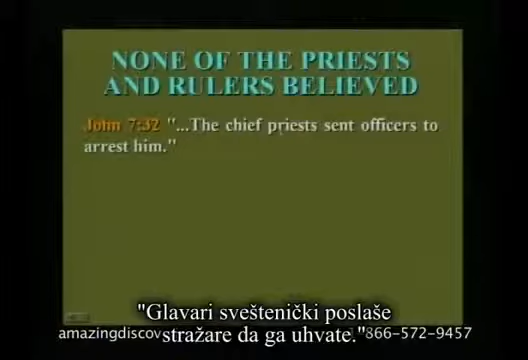 NONE OF THE PRIESTS
AND RULERS BELIEVED
John 7:32 "...The chief priests sent officers to
arrest him."
"Glavari sveštenički poslaše
stražare da ga uhvate."
amazingdiscov
866-572-9457